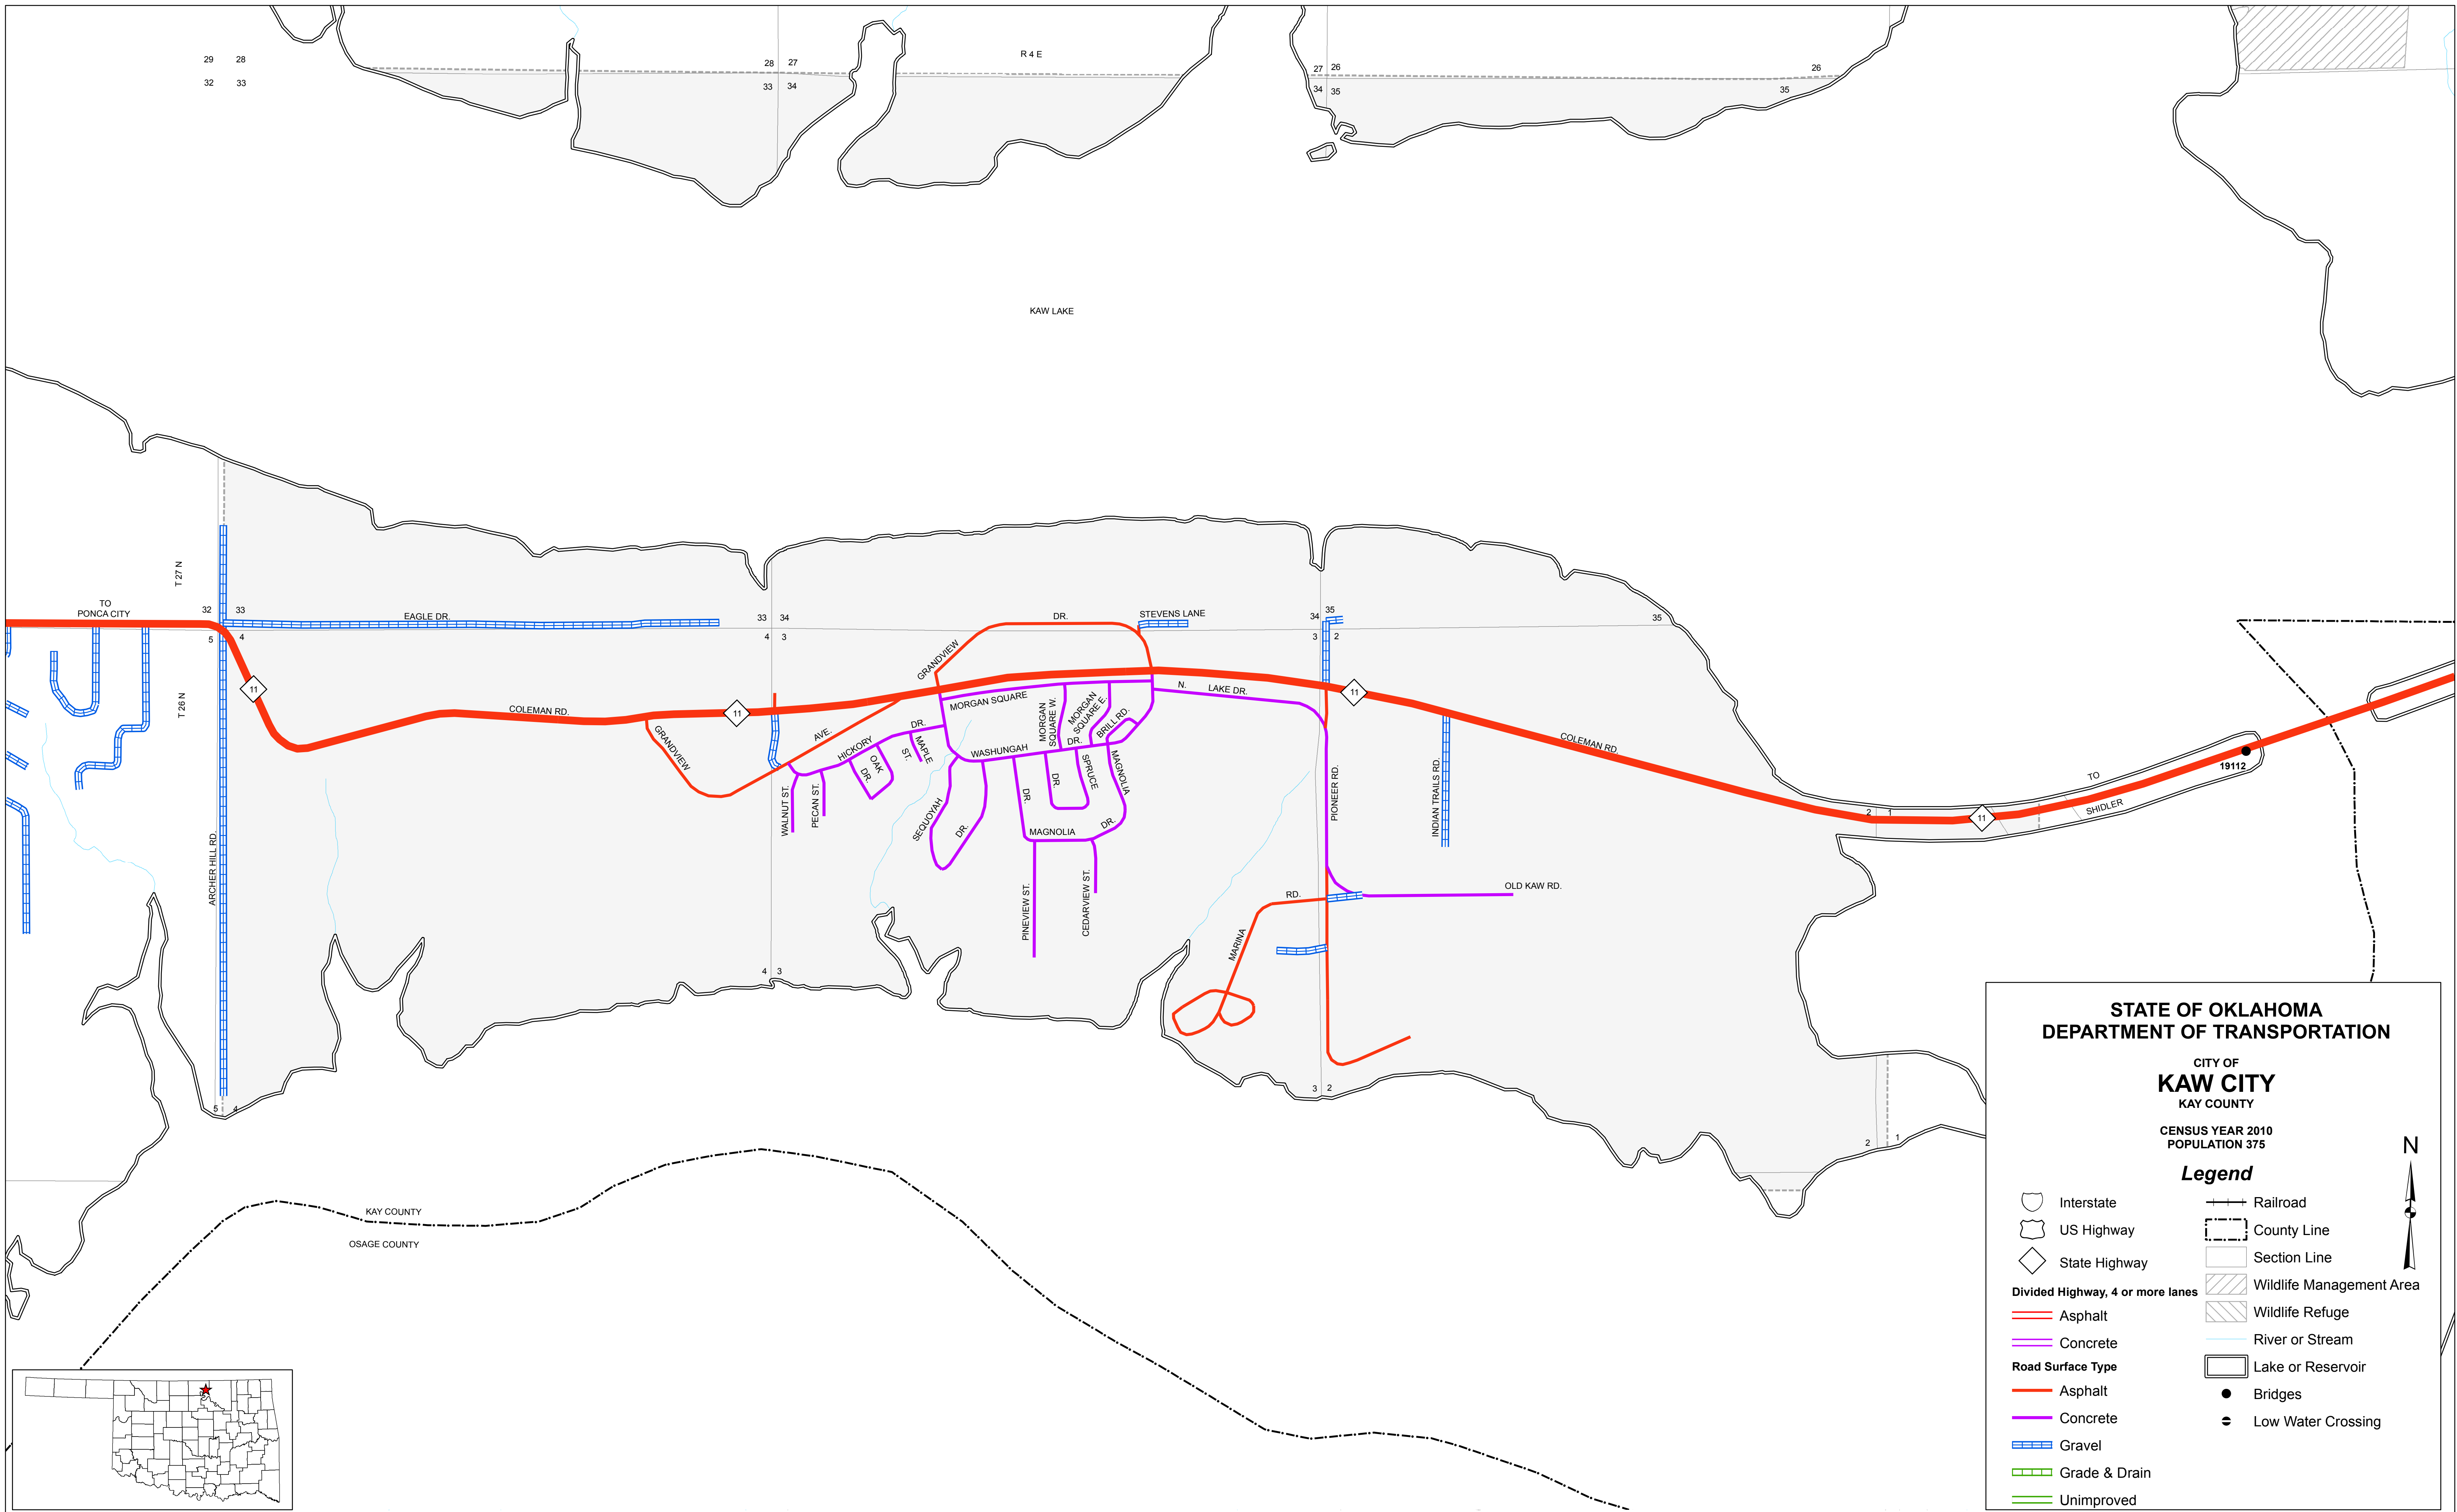 R 4 E
29 28
32 33
28 27
33 34
27 26
34 35
26
35
KAW LAKE
T 27 N
TO
PONCA CITY
32 33
5 4
EAGLE DR.
33 34
4 3
DR.
STEVENS LANE
34 35
3 2
35
T 26 N
11
GRANDVIEW
COLEMAN RD.
11
MORGAN SQUARE
N. LAKE DR.
11
GRANDVIEW
AVE.
HICKORY
DR.
OAK
DR.
MAPLE
ST.
WALNUT ST.
PECAN ST.
MORGAN
SQUARE W.
MORGAN
SQUARE E.
BRILL RD.
WASHUNGAH
DR.
SEQUOYAH
DR.
DR.
DR.
SPRUCE
MAGNOLIA
MAGNOLIA
DR.
PINEVIEW ST.
CEDARVIEW ST.
PIONEER RD.
INDIAN TRAILS RD.
COLEMAN RD.
ARCHER HILL RD.
TO
SHIDLER
19112
2 1
11
RD.
MARINA
OLD KAW RD.
4 3
5 4
3 2
2 1
KAY COUNTY
OSAGE COUNTY
STATE OF OKLAHOMA
DEPARTMENT OF TRANSPORTATION
CITY OF
KAW CITY
KAY COUNTY
CENSUS YEAR 2010
POPULATION 375
N
Legend
Interstate
US Highway
State Highway
Divided Highway, 4 or more lanes
Asphalt
Concrete
Road Surface Type
Asphalt
Concrete
Gravel
Grade & Drain
Unimproved
Railroad
County Line
Section Line
Wildlife Management Area
Wildlife Refuge
River or Stream
Lake or Reservoir
Bridges
Low Water Crossing